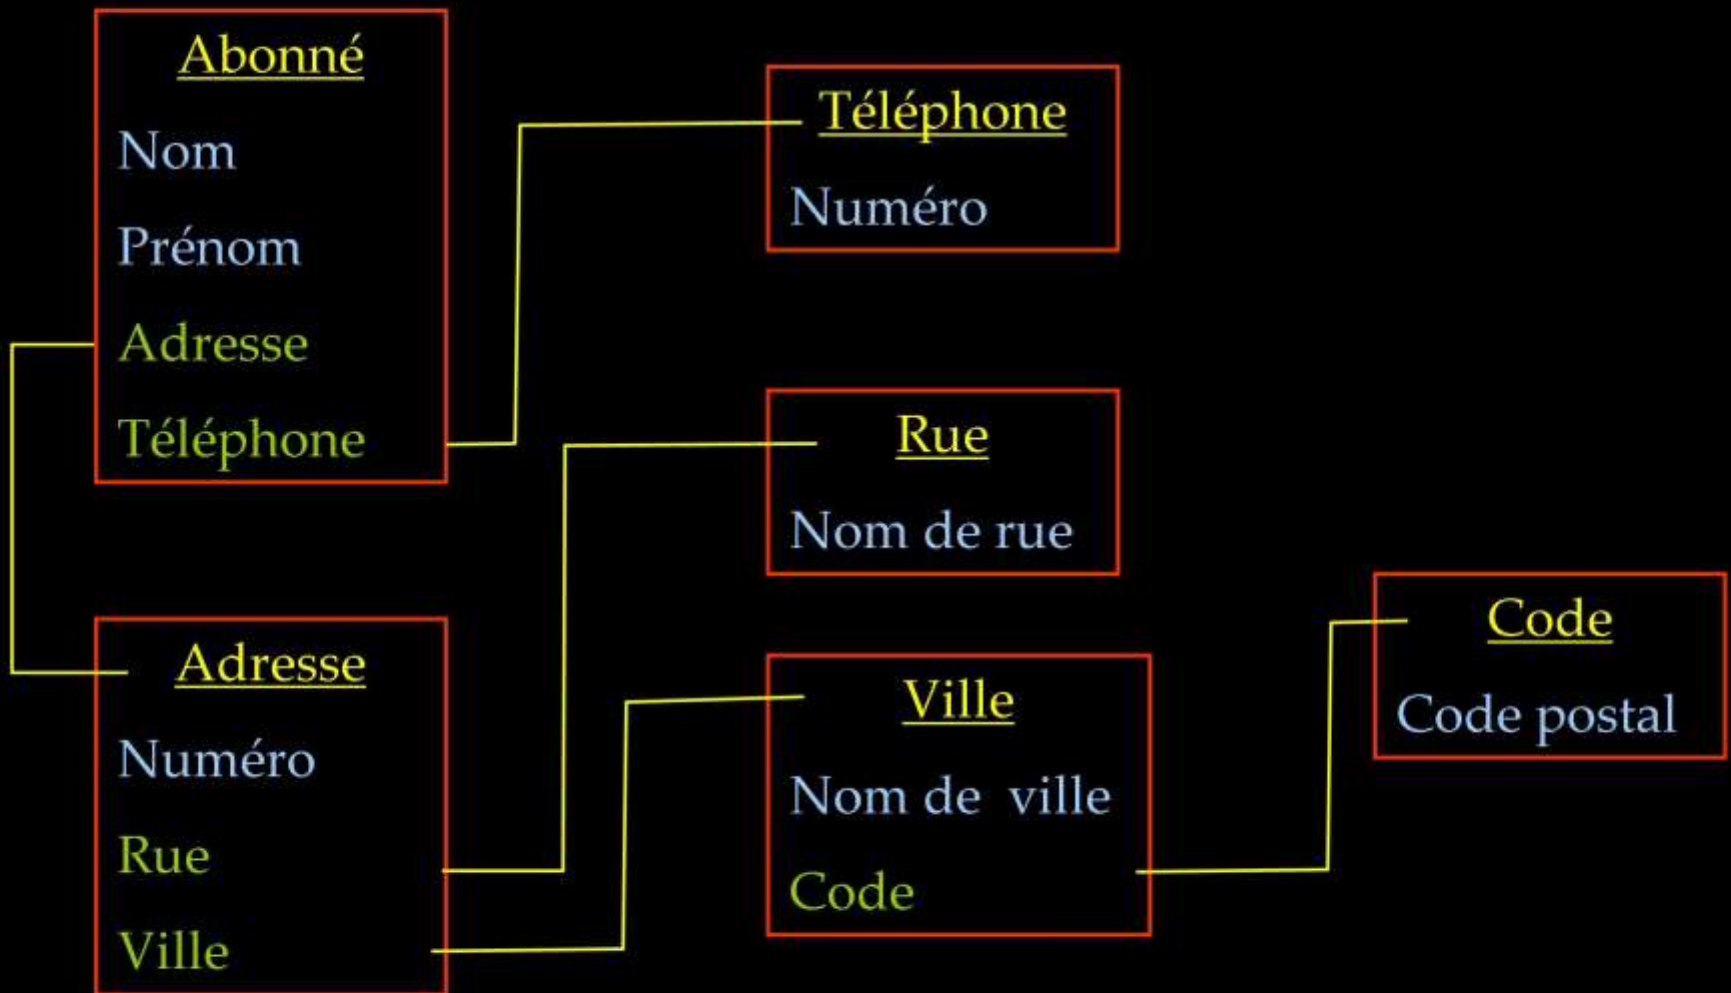 Abonné
Nom
Prénom
Adresse
Téléphone
Téléphone
Numéro
Rue
Nom de rue
Adresse
Numéro
Rue
Ville
Ville
Nom de ville
Code
Code
Code postal